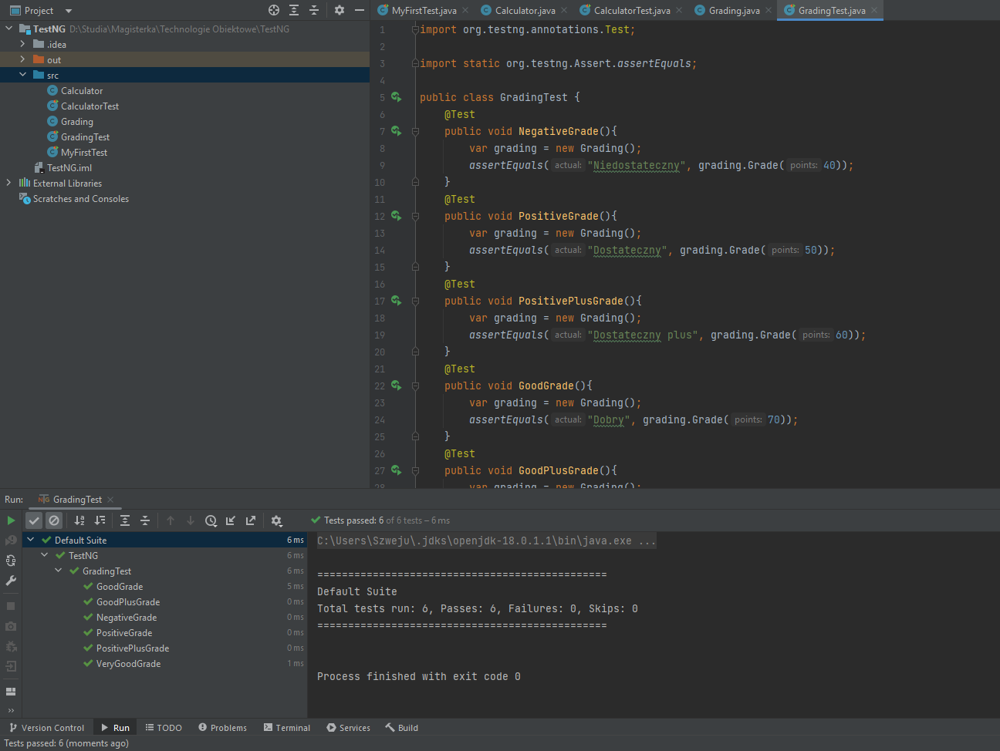 Project
MyFirstTest.java
Calculator.java
CalculatorTest.java
Grading.java
GradingTest.java
TestNG D:\Studia\Magisterka\Technologie Obiektowe\TestNG
.idea
out
src
Calculator
CalculatorTest
Grading
GradingTest
MyFirstTest
TestNG.iml
External Libraries
Scratches and Consoles
1 import org.testng.annotations.Test;
2
3 import static org.testng.Assert.assertEquals;
4
5 public class GradingTest {
6 @Test
7 public void NegativeGrade(){
8 var grading = new Grading();
9 assertEquals( actual: "Niedostateczny", grading.Grade( points: 40));
10 }
11 @Test
12 public void PositiveGrade(){
13 var grading = new Grading();
14 assertEquals( actual: "Dostateczny", grading.Grade( points: 50));
15 }
16 @Test
17 public void PositivePlusGrade(){
18 var grading = new Grading();
19 assertEquals( actual: "Dostateczny plus", grading.Grade( points: 60));
20 }
21 @Test
22 public void GoodGrade(){
23 var grading = new Grading();
24 assertEquals( actual: "Dobry", grading.Grade( points: 70));
25 }
26 @Test
27 public void GoodPlusGrade(){
28 var grading = new Grading();
Run: GradingTest
Tests passed: 6 of 6 tests – 6 ms
Default Suite 6 ms
TestNG 6 ms
GradingTest 6 ms
GoodGrade 5 ms
GoodPlusGrade 0 ms
NegativeGrade 0 ms
PositiveGrade 0 ms
PositivePlusGrade 0 ms
VeryGoodGrade 1 ms
C:\Users\Szweju\.jdks\openjdk-18.0.1.1\bin\java.exe ...
===============================================
Default Suite
Total tests run: 6, Passes: 6, Failures: 0, Skips: 0
===============================================
Process finished with exit code 0
Version Control
Run
TODO
Problems
Terminal
Services
Build
Tests passed: 6 (moments ago)